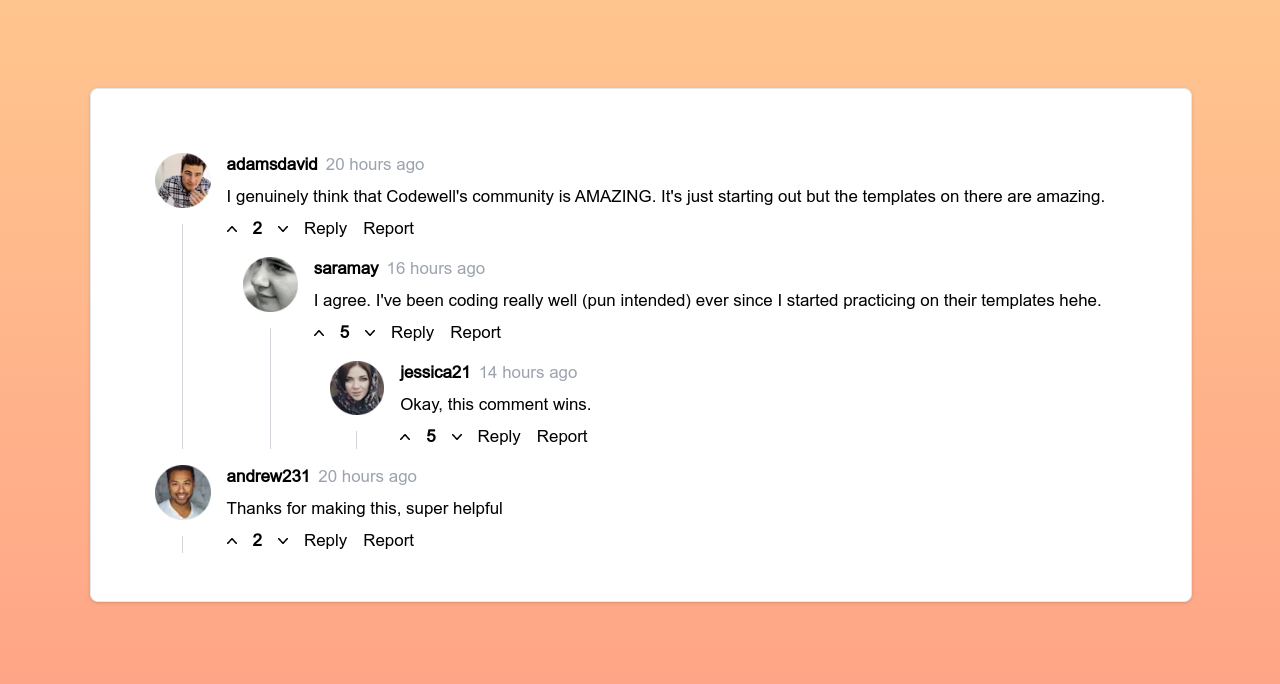 adamsdavid 20 hours ago
I genuinely think that Codewell's community is AMAZING. It's just starting out but the templates on there are amazing.
2 Reply Report
saramay 16 hours ago
I agree. I've been coding really well (pun intended) ever since I started practicing on their templates hehe.
5 Reply Report
jessica21 14 hours ago
Okay, this comment wins.
5 Reply Report
andrew231 20 hours ago
Thanks for making this, super helpful
2 Reply Report